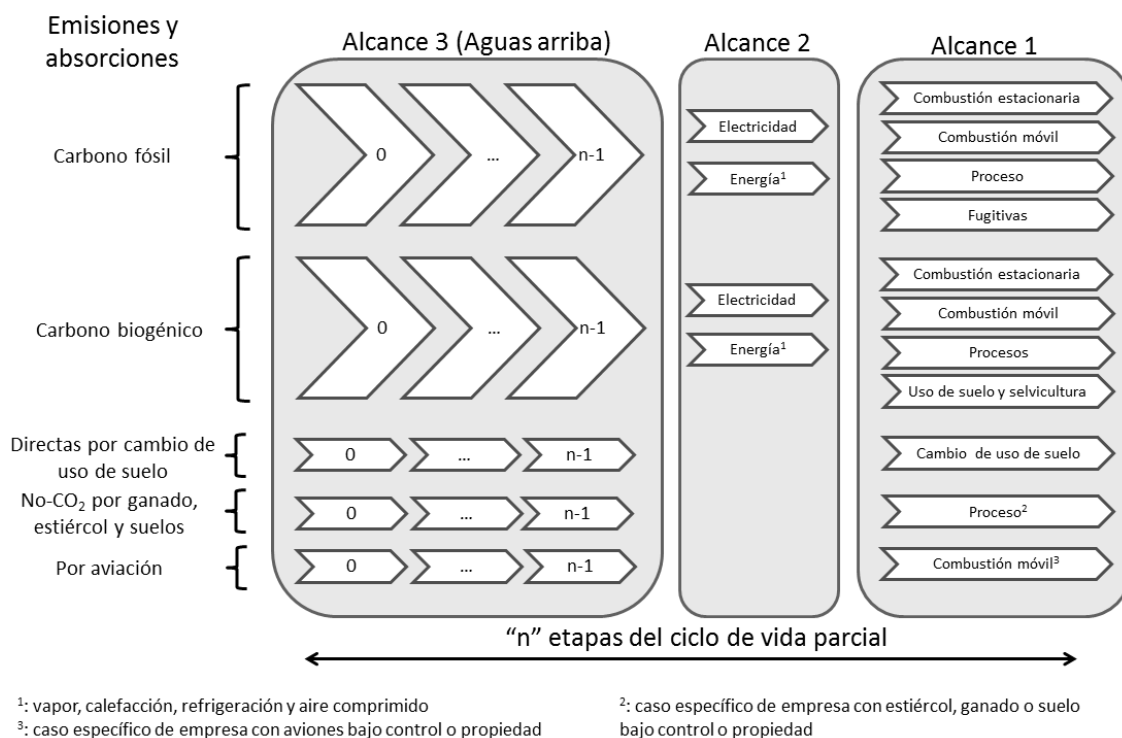 Emisiones y
absorciones
Alcance 3 (Aguas arriba)
Alcance 2
Alcance 1
Carbono fósil
0
...
n-1
Electricidad
Energía¹
Combustión estacionaria
Combustión móvil
Proceso
Fugitivas
Carbono biogénico
0
...
n-1
Electricidad
Energía¹
Combustión estacionaria
Combustión móvil
Procesos
Uso de suelo y selvicultura
Directas por cambio de
uso de suelo
0
...
n-1
Cambio de uso de suelo
No-CO₂ por ganado,
estiércol y suelos
0
...
n-1
Proceso²
Por aviación
0
...
n-1
Combustión móvil³
“n” etapas del ciclo de vida parcial
¹: vapor, calefacción, refrigeración y aire comprimido
³: caso específico de empresa con aviones bajo control o propiedad
²: caso específico de empresa con estiércol, ganado o suelo
bajo control o propiedad